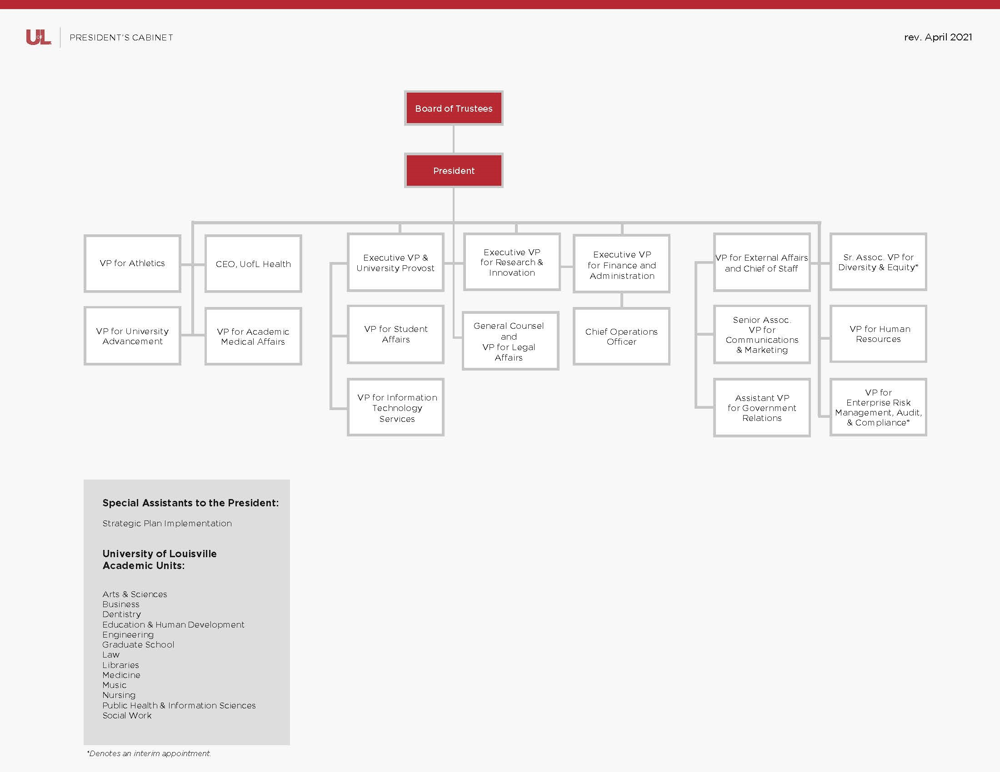 UofL
PRESIDENT'S CABINET
rev. April 2021
Board of Trustees
President
VP for Athletics
CEO, UofL Health
VP for University
Advancement
VP for Academic
Medical Affairs
Executive VP &
University Provost
Executive VP
for Research &
Innovation
Executive VP
for Finance and
Administration
VP for Student
Affairs
General Counsel
and
VP for Legal
Affairs
Chief Operations
Officer
VP for Information
Technology
Services
VP for External Affairs
and Chief of Staff
Sr. Assoc. VP for
Diversity & Equity*
Senior Assoc.
VP for
Communications
& Marketing
VP for Human
Resources
Assistant VP
for Government
Relations
VP for
Enterprise Risk
Management, Audit,
& Compliance*
Special Assistants to the President:
Strategic Plan Implementation
University of Louisville
Academic Units:
Arts & Sciences
Business
Dentistry
Education & Human Development
Engineering
Graduate School
Law
Libraries
Medicine
Music
Nursing
Public Health & Information Sciences
Social Work
*Denotes an interim appointment.